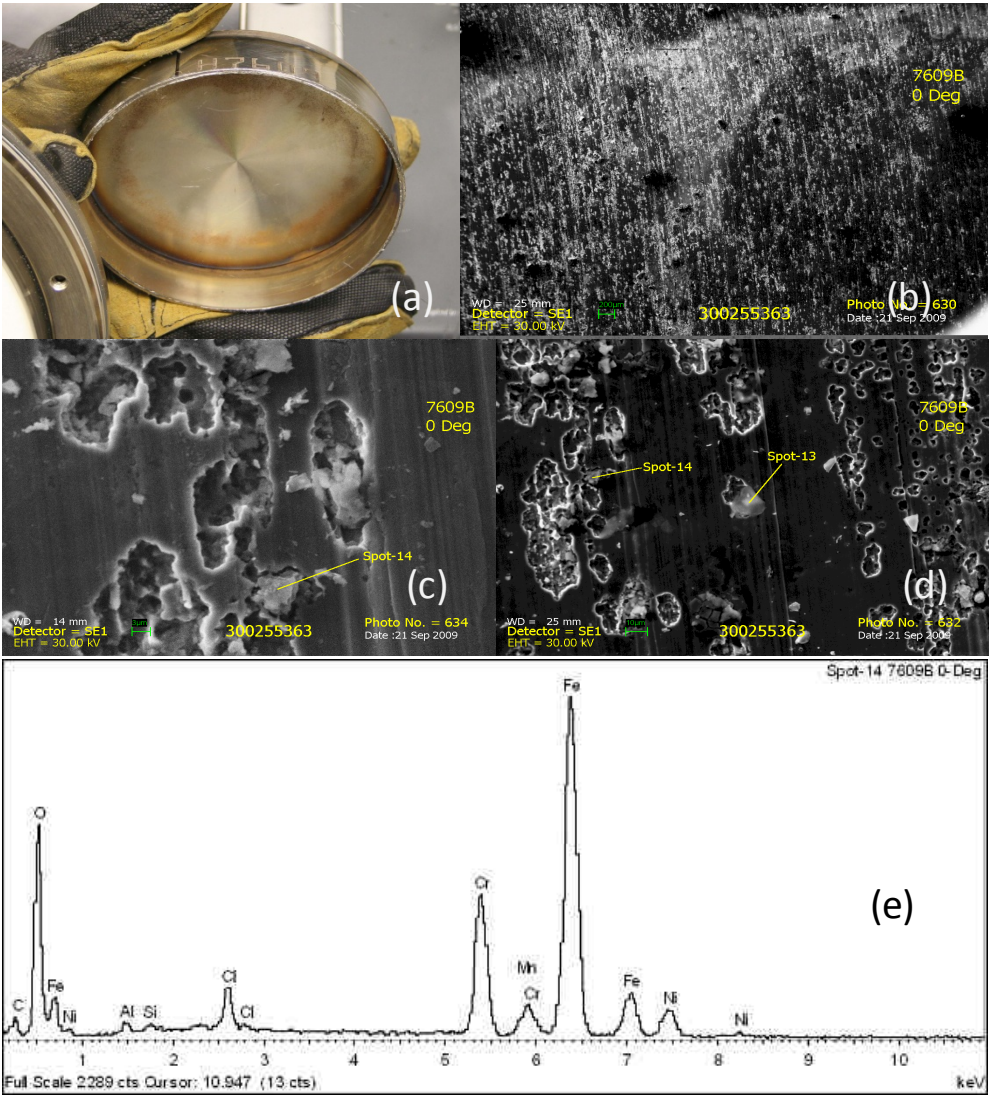 H7610
(a)
7609B
0 Deg
WD = 25 mm
Detector = SE1
EHT = 30.00 kV
200µm
300255363
Photo No. = 630
Date :21 Sep 2009
(b)
7609B
0 Deg
Spot-14
WD = 14 mm
Detector = SE1
EHT = 30.00 kV
3µm
300255363
Photo No. = 634
Date :21 Sep 2009
(c)
7609B
0 Deg
Spot-14
Spot-13
WD = 25 mm
Detector = SE1
EHT = 30.00 kV
10µm
300255363
Photo No. = 632
Date :21 Sep 2009
(d)
Spot-14 7609B 0-Deg
Fe
O
Cr
(e)
Cl
Mn
Fe
Fe
C
Al
Si
Cl
Cr
Ni
Ni
Ni
1
2
3
4
5
6
7
8
9
10
Full Scale 2289 cts Cursor: 10.947 (13 cts)
keV